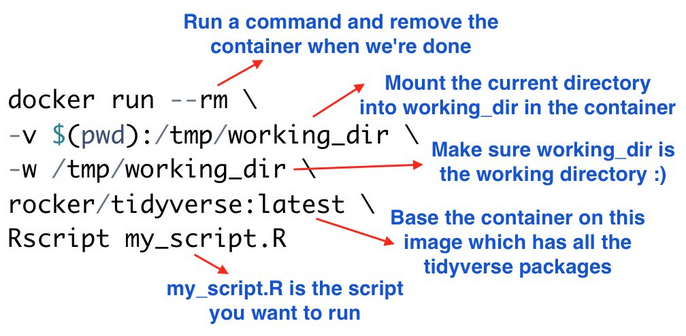 Run a command and remove the
container when we're done
docker run --rm \
Mount the current directory
into working_dir in the container
-v $(pwd):/tmp/working_dir \
Make sure working_dir is
the working directory :)
-w /tmp/working_dir \
rocker/tidyverse:latest \
Base the container on this
image which has all the
tidyverse packages
Rscript my_script.R
my_script.R is the script
you want to run